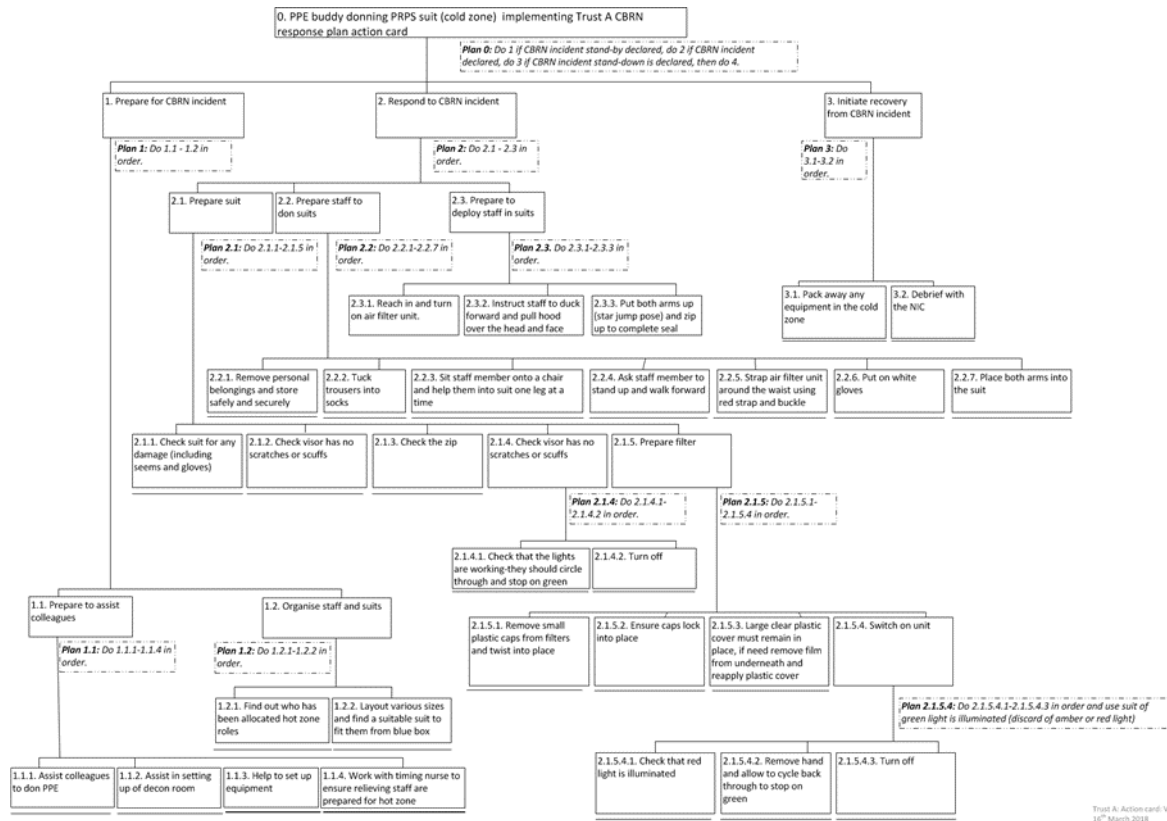 0. PPE buddy donning PRPS suit (cold zone) implementing Trust A CBRN
response plan action card
Plan 0: Do 1 if CBRN incident stand-by declared, do 2 if CBRN incident
declared, do 3 if CBRN incident stand-down is declared, then do 4.
1. Prepare for CBRN incident
2. Respond to CBRN incident
3. Initiate recovery
from CBRN incident
Plan 1: Do 1.1 - 1.2 in
order.
Plan 2: Do 2.1 - 2.3 in
order.
Plan 3: Do
3.1-3.2 in
order.
2.1. Prepare suit
2.2. Prepare staff to
don suits
2.3. Prepare to
deploy staff in suits
Plan 2.1: Do 2.1.1-2.1.5 in
order.
Plan 2.2: Do 2.2.1-2.2.7 in
order.
Plan 2.3. Do 2.3.1-2.3.3 in
order.
2.3.1. Reach in and turn
on air filter unit.
2.3.2. Instruct staff to duck
forward and pull hood
over the head and face
2.3.3. Put both arms up
(star jump pose) and zip
up to complete seal
3.1. Pack away any
equipment in the cold
zone
3.2. Debrief with
the NIC
2.2.1. Remove personal
belongings and store
safely and securely
2.2.2. Tuck
trousers into
socks
2.2.3. Sit staff member onto a chair
and help them into suit one leg at a
time
2.2.4. Ask staff member to
stand up and walk forward
2.2.5. Strap air filter unit
around the waist using
red strap and buckle
2.2.6. Put on white
gloves
2.2.7. Place both arms into
the suit
2.1.1. Check suit for any
damage (including
seems and gloves)
2.1.2. Check visor has no
scratches or scuffs
2.1.3. Check the zip
2.1.4. Check visor has no
scratches or scuffs
2.1.5. Prepare filter
Plan 2.1.4: Do 2.1.4.1-
2.1.4.2 in order.
Plan 2.1.5: Do 2.1.5.1-
2.1.5.4 in order.
2.1.4.1. Check that the lights
are working-they should circle
through and stop on green
2.1.4.2. Turn off
1.1. Prepare to assist
colleagues
1.2. Organise staff and suits
2.1.5.1. Remove small
plastic caps from filters
and twist into place
2.1.5.2. Ensure caps lock
into place
2.1.5.3. Large clear plastic
cover must remain in
place, if need remove film
from underneath and
reapply plastic cover
2.1.5.4. Switch on unit
Plan 1.1: Do 1.1.1-1.1.4 in
order.
Plan 1.2: Do 1.2.1-1.2.2 in
order.
1.2.1. Find out who has
been allocated hot zone
roles
1.2.2. Layout various sizes
and find a suitable suit to
fit them from blue box
Plan 2.1.5.4: Do 2.1.5.4.1-2.1.5.4.3 in order and use suit of
green light is illuminated (discard of amber or red light)
2.1.5.4.1. Check that red
light is illuminated
2.1.5.4.2. Remove hand
and allow to cycle back
through to stop on
green
2.1.5.4.3. Turn off
1.1.1. Assist colleagues
to don PPE
1.1.2. Assist in setting
up of decon room
1.1.3. Help to set up
equipment
1.1.4. Work with timing nurse to
ensure relieving staff are
prepared for hot zone
Trust A: Action card: V
16th March 2018